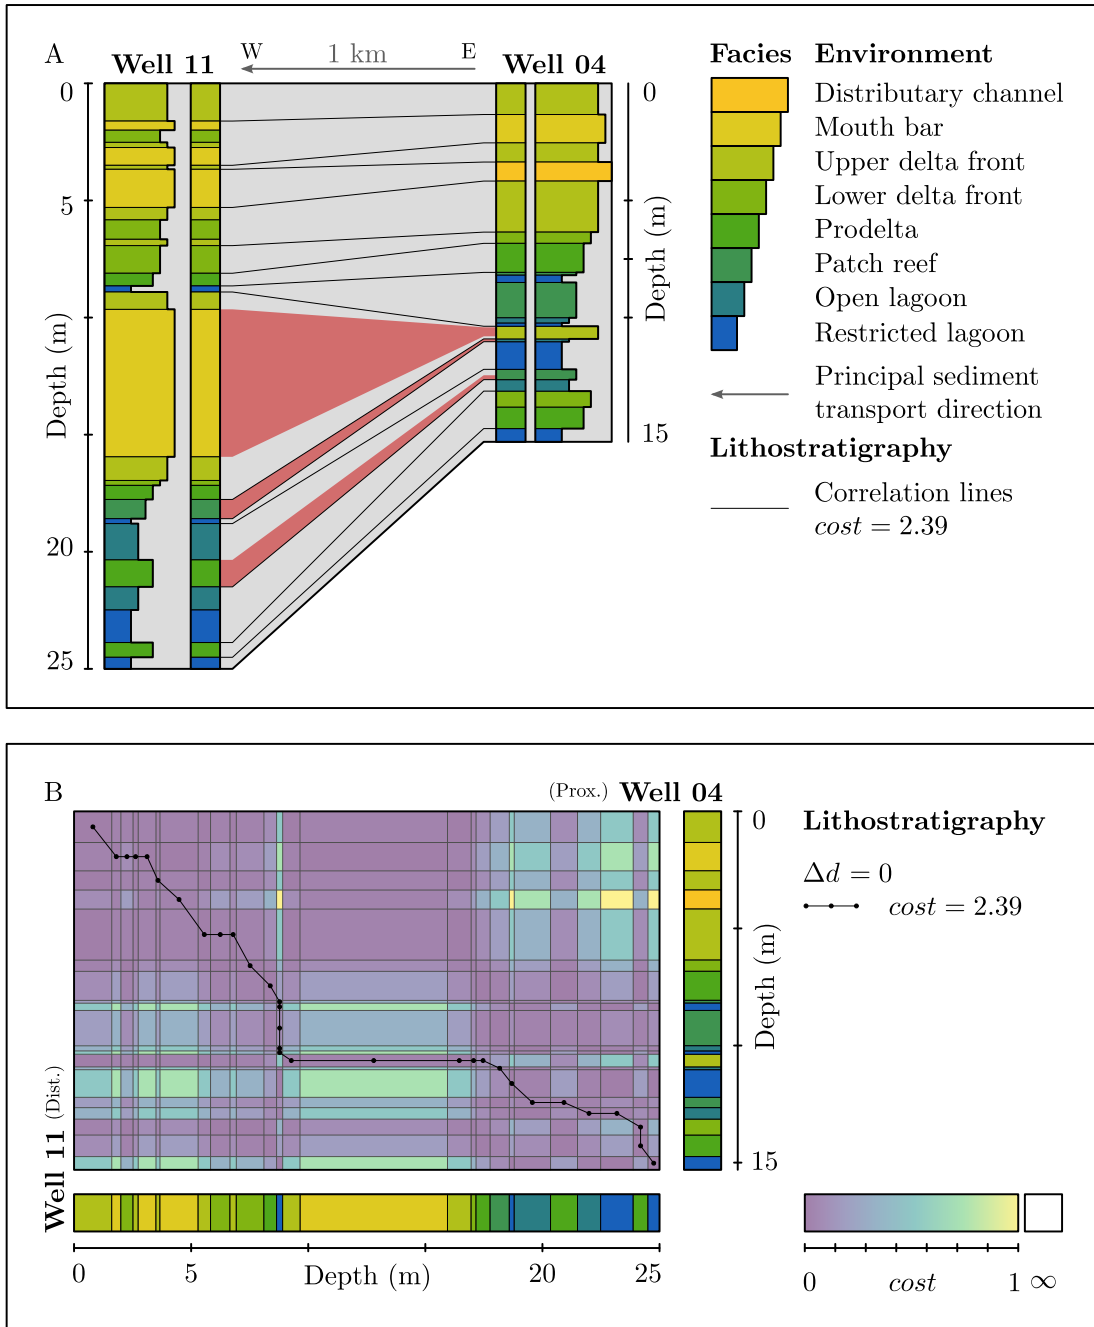 A
Well 11
W
1 km
E
Well 04
0
5
20
25
Depth (m)
0
15
Depth (m)
Facies Environment
Distributary channel
Mouth bar
Upper delta front
Lower delta front
Prodelta
Patch reef
Open lagoon
Restricted lagoon
Principal sediment
transport direction
Lithostratigraphy
Correlation lines
cost = 2.39
B
(Prox.) Well 04
0
15
Depth (m)
Well 11 (Dist.)
0 5 20 25
Depth (m)
Lithostratigraphy
Δd = 0
cost = 2.39
0 cost 1 ∞